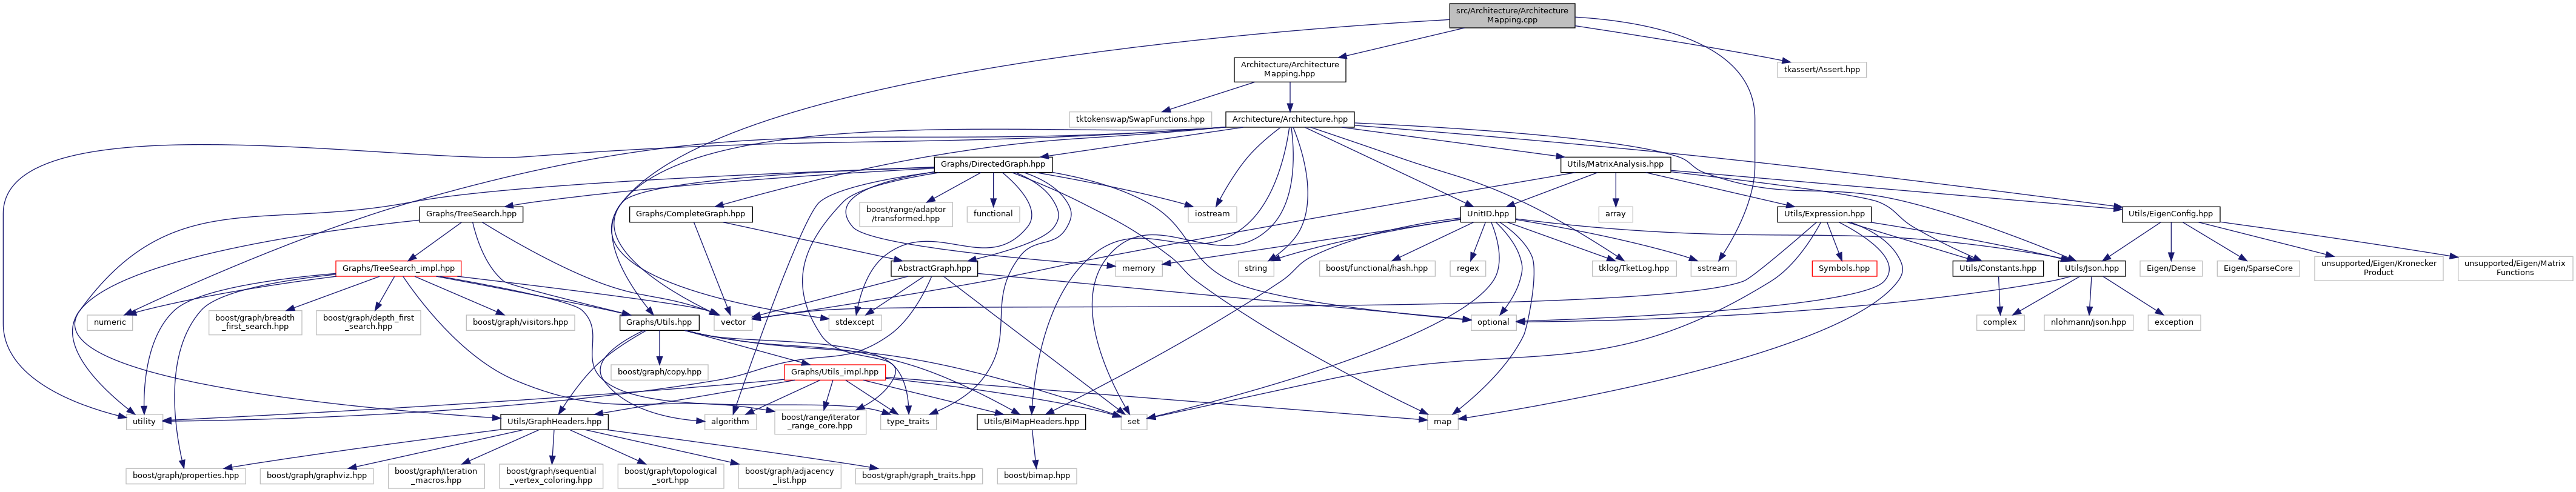 src/Architecture/Architecture
Mapping.cpp
Architecture/Architecture
Mapping.hpp
tkassert/Assert.hpp
tktokenswap/SwapFunctions.hpp
Architecture/Architecture.hpp
Graphs/DirectedGraph.hpp
Utils/MatrixAnalysis.hpp
Graphs/TreeSearch.hpp
Graphs/CompleteGraph.hpp
boost/range/adaptor
/transformed.hpp
functional
iostream
UnitID.hpp
array
Utils/Expression.hpp
Utils/EigenConfig.hpp
Graphs/TreeSearch_impl.hpp
AbstractGraph.hpp
memory
string
boost/functional/hash.hpp
regex
tklog/TketLog.hpp
sstream
Symbols.hpp
Utils/Constants.hpp
Utils/Json.hpp
Eigen/Dense
Eigen/SparseCore
unsupported/Eigen/Kronecker
Product
unsupported/Eigen/Matrix
Functions
numeric
boost/graph/breadth
_first_search.hpp
boost/graph/depth_first
_search.hpp
boost/graph/visitors.hpp
Graphs/Utils.hpp
vector
stdexcept
optional
complex
nlohmann/json.hpp
exception
boost/graph/copy.hpp
Graphs/Utils_impl.hpp
utility
Utils/GraphHeaders.hpp
algorithm
boost/range/iterator
_range_core.hpp
type_traits
Utils/BiMapHeaders.hpp
set
map
boost/graph/properties.hpp
boost/graph/graphviz.hpp
boost/graph/iteration
_macros.hpp
boost/graph/sequential
_vertex_coloring.hpp
boost/graph/topological
_sort.hpp
boost/graph/adjacency
_list.hpp
boost/graph/graph_traits.hpp
boost/bimap.hpp